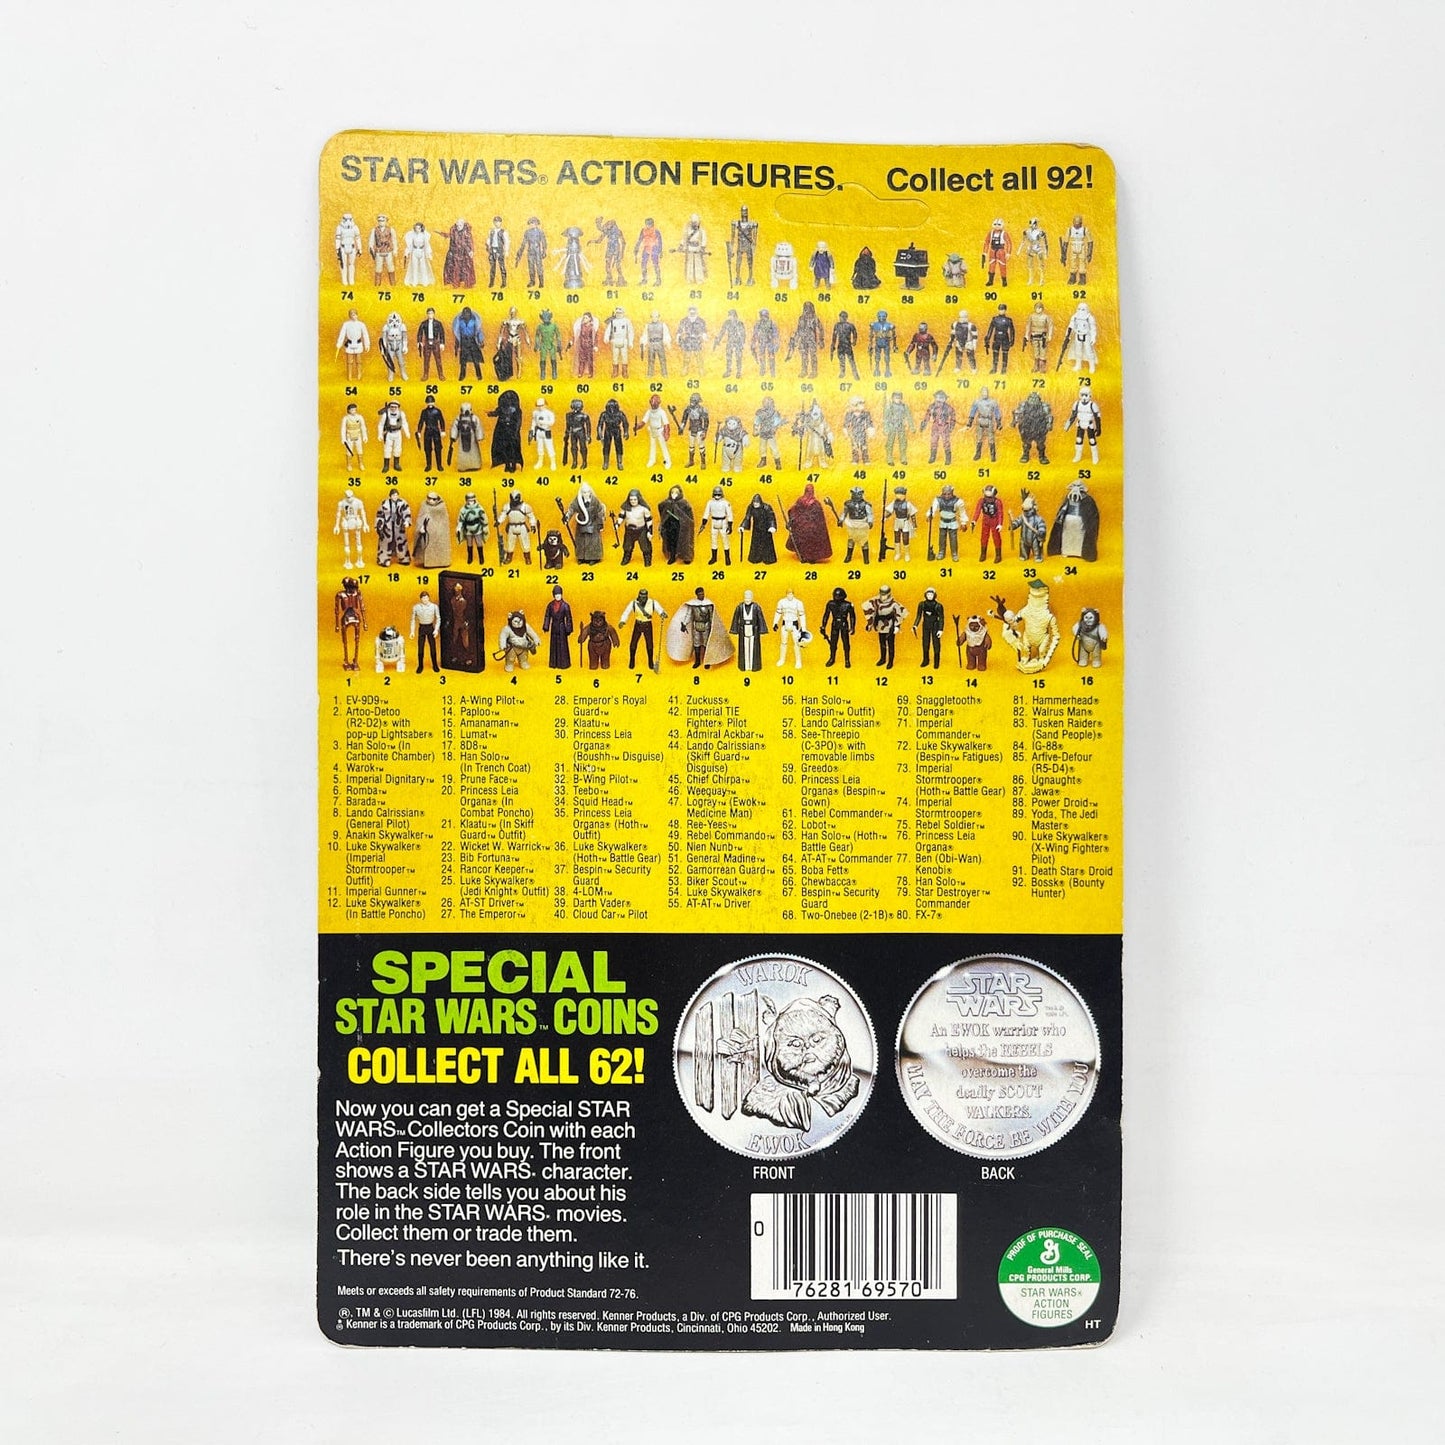 STAR WARS® ACTION FIGURES. Collect all 92!
74 75 76 77 78 79 80 81 82 83 84 85 86 87 88 89 90 91 92
54 55 56 57 58 59 60 61 62 63 64 65 66 67 68 69 70 71 72 73
35 36 37 38 39 40 41 42 43 44 45 46 47 48 49 50 51 52 53
17 18 19 20 21 22 23 24 25 26 27 28 29 30 31 32 33 34
1 2 3 4 5 6 7 8 9 10 11 12 13 14 15 16
1. EV-9D9™
2. Artoo-Detoo
(R2-D2)® with
pop-up Lightsaber®
3. Han Solo™ (In
Carbonite Chamber)
4. Warok™
5. Imperial Dignitary™
6. Romba™
7. Barada™
8. Lando Calrissian®
(General Pilot)
9. Anakin Skywalker™
10. Luke Skywalker®
(Imperial
Stormtrooper™
Outfit)
11. Imperial Gunner™
12. Luke Skywalker®
(In Battle Poncho)
13. A-Wing Pilot™
14. Paploo™
15. Amanaman™
16. Lumat™
17. 8D8™
18. Han Solo™
(In Trench Coat)
19. Prune Face™
20. Princess Leia
Organa® (In
Combat Poncho)
21. Klaatu™ (In Skiff
Guard™ Outfit)
22. Wicket W. Warrick™
23. Bib Fortuna™
24. Rancor Keeper™
25. Luke Skywalker®
(Jedi Knight® Outfit)
26. AT-ST Driver™
27. The Emperor™
28. Emperor's Royal
Guard™
29. Klaatu™
30. Princess Leia
Organa®
(Boushh™ Disguise)
31. Nikto™
32. B-Wing Pilot™
33. Teebo™
34. Squid Head™
35. Princess Leia
Organa® (Hoth™
Outfit)
36. Luke Skywalker®
(Hoth™ Battle Gear)
37. Bespin™ Security
Guard
38. 4-LOM™
39. Darth Vader®
40. Cloud Car™ Pilot
41. Zuckuss®
42. Imperial TIE
Fighter® Pilot
43. Admiral Ackbar™
44. Lando Calrissian®
(Skiff Guard™
Disguise)
45. Chief Chirpa™
46. Weequay™
47. Logray™ (Ewok™
Medicine Man)
48. Ree-Yees™
49. Rebel Commando™
50. Nien Nunb™
51. General Madine™
52. Gamorrean Guard™
53. Biker Scout™
54. Luke Skywalker®
55. AT-AT™ Driver
56. Han Solo™
(Bespin™ Outfit)
57. Lando Calrissian®
58. See-Threepio
(C-3PO)® with
removable limbs
59. Greedo®
60. Princess Leia
Organa® (Bespin™
Gown)
61. Rebel Commander™
62. Lobot™
63. Han Solo™ (Hoth™
Battle Gear)
64. AT-AT™ Commander
65. Boba Fett®
66. Chewbacca®
67. Bespin™ Security
Guard
68. Two-Onebee (2-1B)®
69. Snaggletooth®
70. Dengar®
71. Imperial
Commander™
72. Luke Skywalker®
(Bespin™ Fatigues)
73. Imperial
Stormtrooper®
(Hoth™ Battle Gear)
74. Imperial
Stormtrooper®
75. Rebel Soldier™
76. Princess Leia
Organa®
77. Ben (Obi-Wan)
Kenobi®
78. Han Solo™
79. Star Destroyer™
Commander
80. FX-7®
81. Hammerhead®
82. Walrus Man®
83. Tusken Raider®
(Sand People)®
84. IG-88®
85. Arfive-Defour
(R5-D4)®
86. Ugnaught®
87. Jawa®
88. Power Droid™
89. Yoda, The Jedi
Master®
90. Luke Skywalker®
(X-Wing Fighter®
Pilot)
91. Death Star® Droid
92. Bossk® (Bounty
Hunter)
SPECIAL
STAR WARS™ COINS
COLLECT ALL 62!
Now you can get a Special STAR
WARS™ Collectors Coin with each
Action Figure you buy. The front
shows a STAR WARS® character.
The back side tells you about his
role in the STAR WARS® movies.
Collect them or trade them.
There's never been anything like it.
WAROK
EWOK
FRONT
STAR
WARS
An EWOK warrior who
helps the REBELS
overcome the
deadly SCOUT
WALKERS.
MAY THE FORCE BE WITH YOU
BACK
0 76281 69570
PROOF OF PURCHASE SEAL
G
General Mills
CPG PRODUCTS CORP.
STAR WARS®
ACTION
FIGURES
HT
Meets or exceeds all safety requirements of Product Standard 72-76.
®, TM & © Lucasfilm Ltd. (LFL) 1984. All rights reserved. Kenner Products, a Div. of CPG Products Corp., Authorized User.
® Kenner is a trademark of CPG Products Corp., by its Div. Kenner Products, Cincinnati, Ohio 45202. Made in Hong Kong